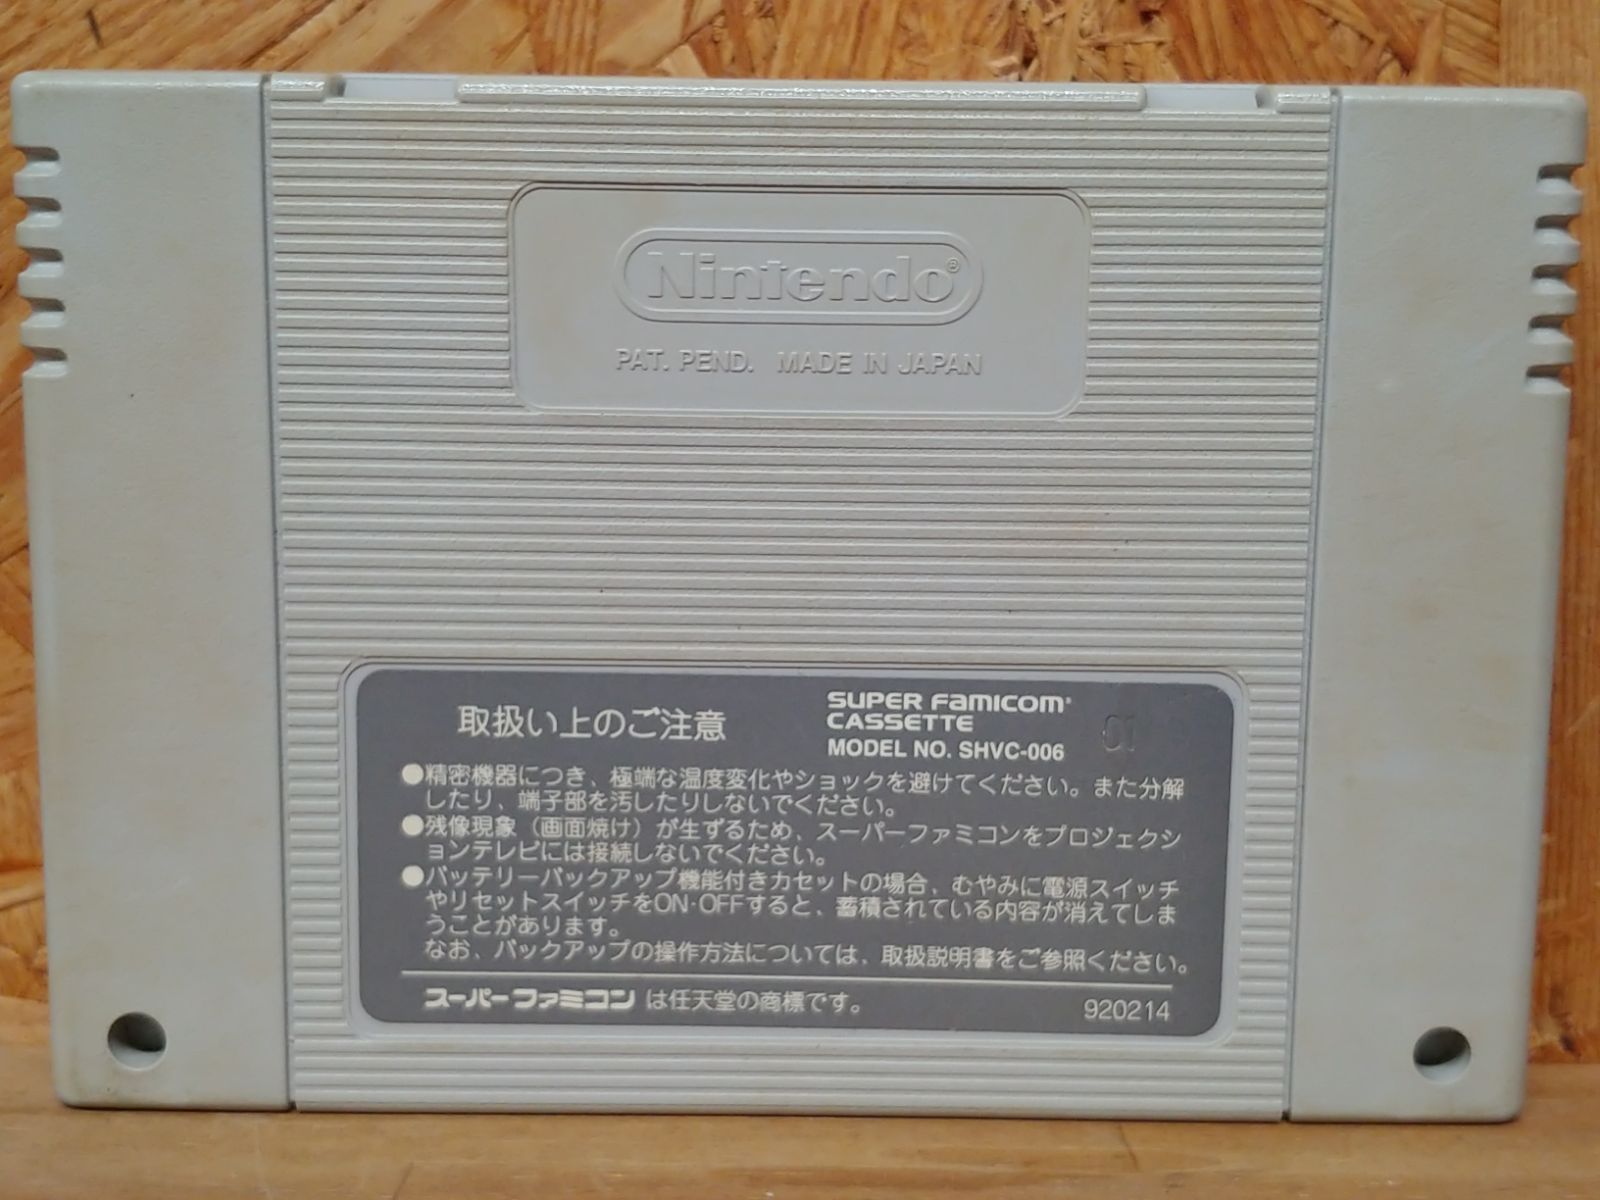 Nintendo®
PAT. PEND. MADE IN JAPAN
取扱い上のご注意
SUPER FAMICOM
CASSETTE
MODEL NO. SHVC-006
01
●精密機器につき、極端な温度変化やショックを避けてください。また分解
したり、端子部を汚したりしないでください。
●残像現象（画面焼け）が生ずるため、スーパーファミコンをプロジェクシ
ョンテレビには接続しないでください。
●バッテリーバックアップ機能付きカセットの場合、むやみに電源スイッチ
やリセットスイッチをON·OFFすると、蓄積されている内容が消えてしま
うことがあります。
なお、バックアップの操作方法については、取扱説明書をご参照ください。
スーパーファミコン は任天堂の商標です。
920214